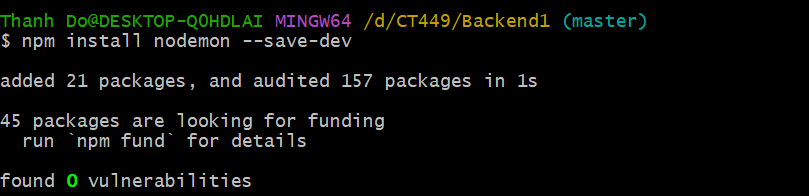 Thanh Do@DESKTOP-Q0HDLAI MINGW64 /d/CT449/Backend1 (master)
$ npm install nodemon --save-dev
added 21 packages, and audited 157 packages in 1s
45 packages are looking for funding
  run `npm fund` for details
found 0 vulnerabilities